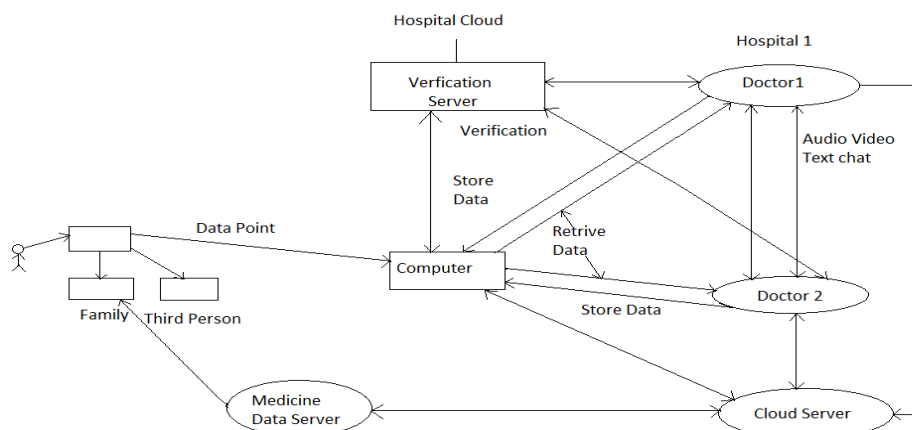 Hospital Cloud
Hospital 1
Verfication
Server
Doctor1
Verification
Audio Video
Text chat
Store
Data
Data Point
Retrive
Data
Computer
Doctor 2
Store Data
Family
Third Person
Medicine
Data Server
Cloud Server